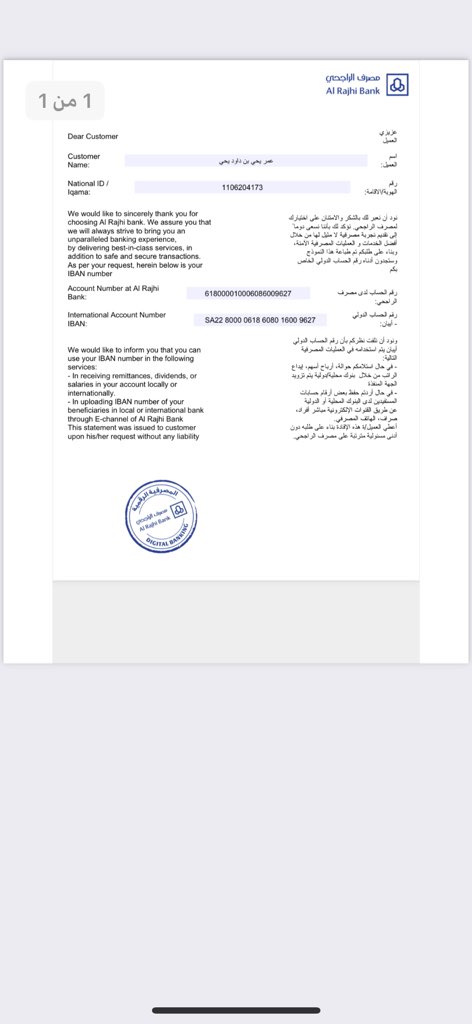 1 من 1
مصرف الراجحي
Al Rajhi Bank
Dear Customer
عزيزي
العميل
Customer
Name:
عمر يحي بن داود يحي
اسم
العميل:
National ID /
Iqama:
1106204173
رقم
الهوية/الاقامة:
We would like to sincerely thank you for
choosing Al Rajhi bank. We assure you that
we will always strive to bring you an
unparalleled banking experience,
by delivering best-in-class services, in
addition to safe and secure transactions.
As per your request, herein below is your
IBAN number
نود أن نعبر لك بالشكر والامتنان على اختيارك
لمصرف الراجحي. نؤكد لك بأننا نسعى دوما
إلى تقديم تجربة مصرفية لا مثيل لها من خلال
أفضل الخدمات و العمليات المصرفية الآمنة،
وبناء على طلبكم تم طباعة هذا النموذج
وستجدون أدناه رقم الحساب الدولي الخاص
بكم
Account Number at Al Rajhi
Bank:
618000010006086009627
رقم الحساب لدى مصرف
الراجحي:
International Account Number
IBAN:
SA22 8000 0618 6080 1600 9627
رقم الحساب الدولي
- آيبان:
We would like to inform you that you can
use your IBAN number in the following
services:
- In receiving remittances, dividends, or
salaries in your account locally or
internationally.
- In uploading IBAN number of your
beneficiaries in local or international bank
through E-channel of Al Rajhi Bank
This statement was issued to customer
upon his/her request without any liability
ونود أن نلفت نظركم بأن رقم الحساب الدولي
آيبان يتم استخدامه في العمليات المصرفية
التالية:
- في حال استلامكم حوالة، أرباح أسهم، إيداع
الراتب من خلال بنوك محلية/دولية يتم تزويد
الجهة المنفذة
- في حال أردتم حفظ بعض أرقام حسابات
المستفيدين لدى البنوك المحلية أو الدولية
عن طريق القنوات الالكترونية مباشر أفراد،
صراف، الهاتف المصرفي.
أعطي العميل/ة هذه الإفادة بناء على طلبه دون
أدنى مسئولية مترتبة على مصرف الراجحي.
المصرفية الرقمية
مصرف الراجحي
Al Rajhi Bank
DIGITAL BANKING